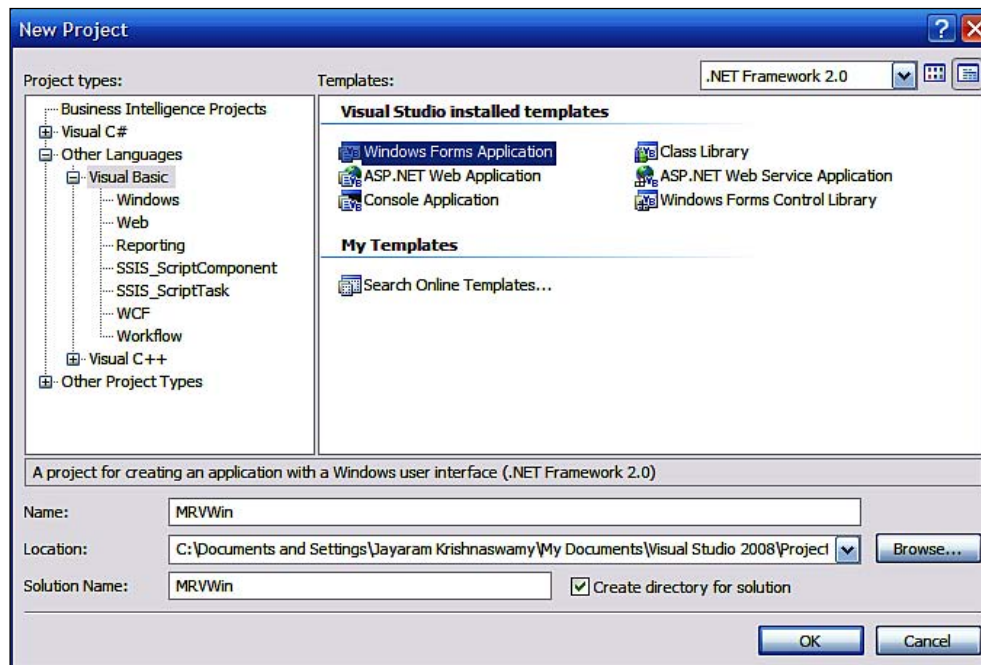 New Project
Project types:
Templates:
.NET Framework 2.0
Business Intelligence Projects
Visual C#
Other Languages
Visual Basic
Windows
Web
Reporting
SSIS_ScriptComponent
SSIS_ScriptTask
WCF
Workflow
Visual C++
Other Project Types
Visual Studio installed templates
Windows Forms Application
Class Library
ASP.NET Web Application
ASP.NET Web Service Application
Console Application
Windows Forms Control Library
My Templates
Search Online Templates...
A project for creating an application with a Windows user interface (.NET Framework 2.0)
Name:
MRVWin
Location:
C:\Documents and Settings\Jayaram Krishnaswamy\My Documents\Visual Studio 2008\Project
Browse...
Solution Name:
MRVWin
Create directory for solution
OK
Cancel